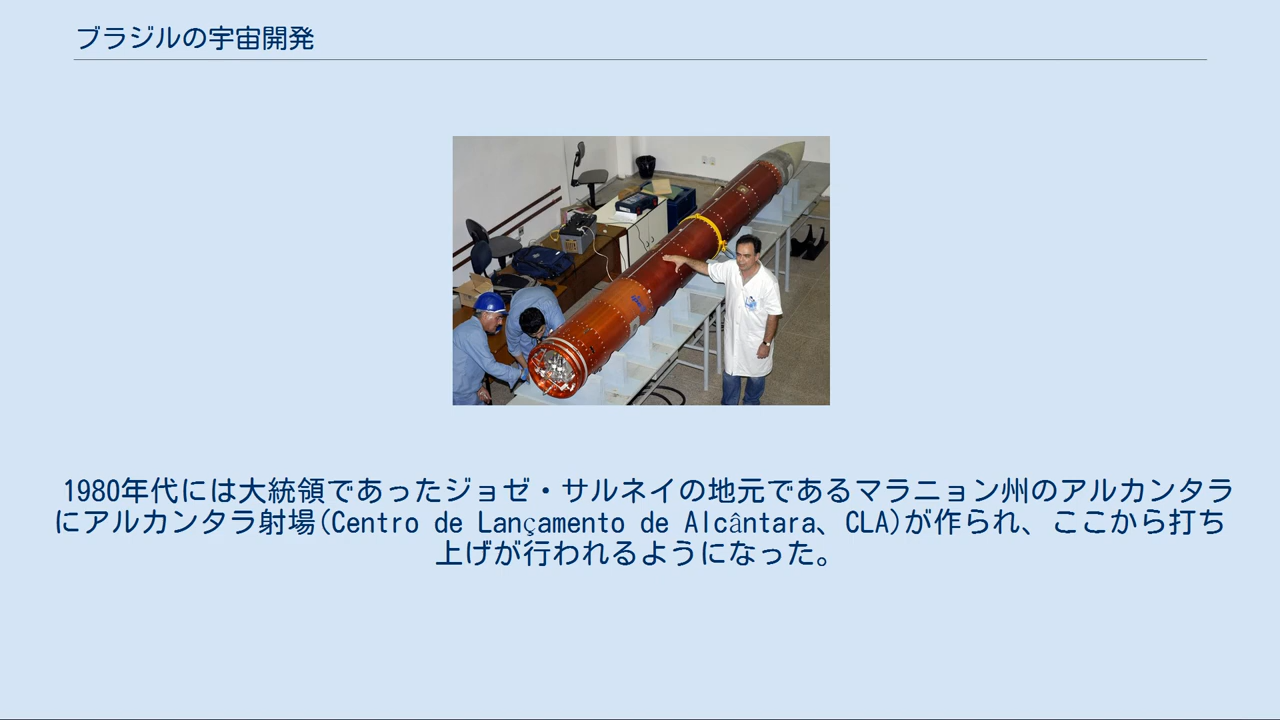 ブラジルの宇宙開発
1980年代には大統領であったジョゼ・サルネイの地元であるマラニョン州のアルカンタラ
にアルカンタラ射場(Centro de Lançamento de Alcântara、CLA)が作られ、ここから打ち
上げが行われるようになった。